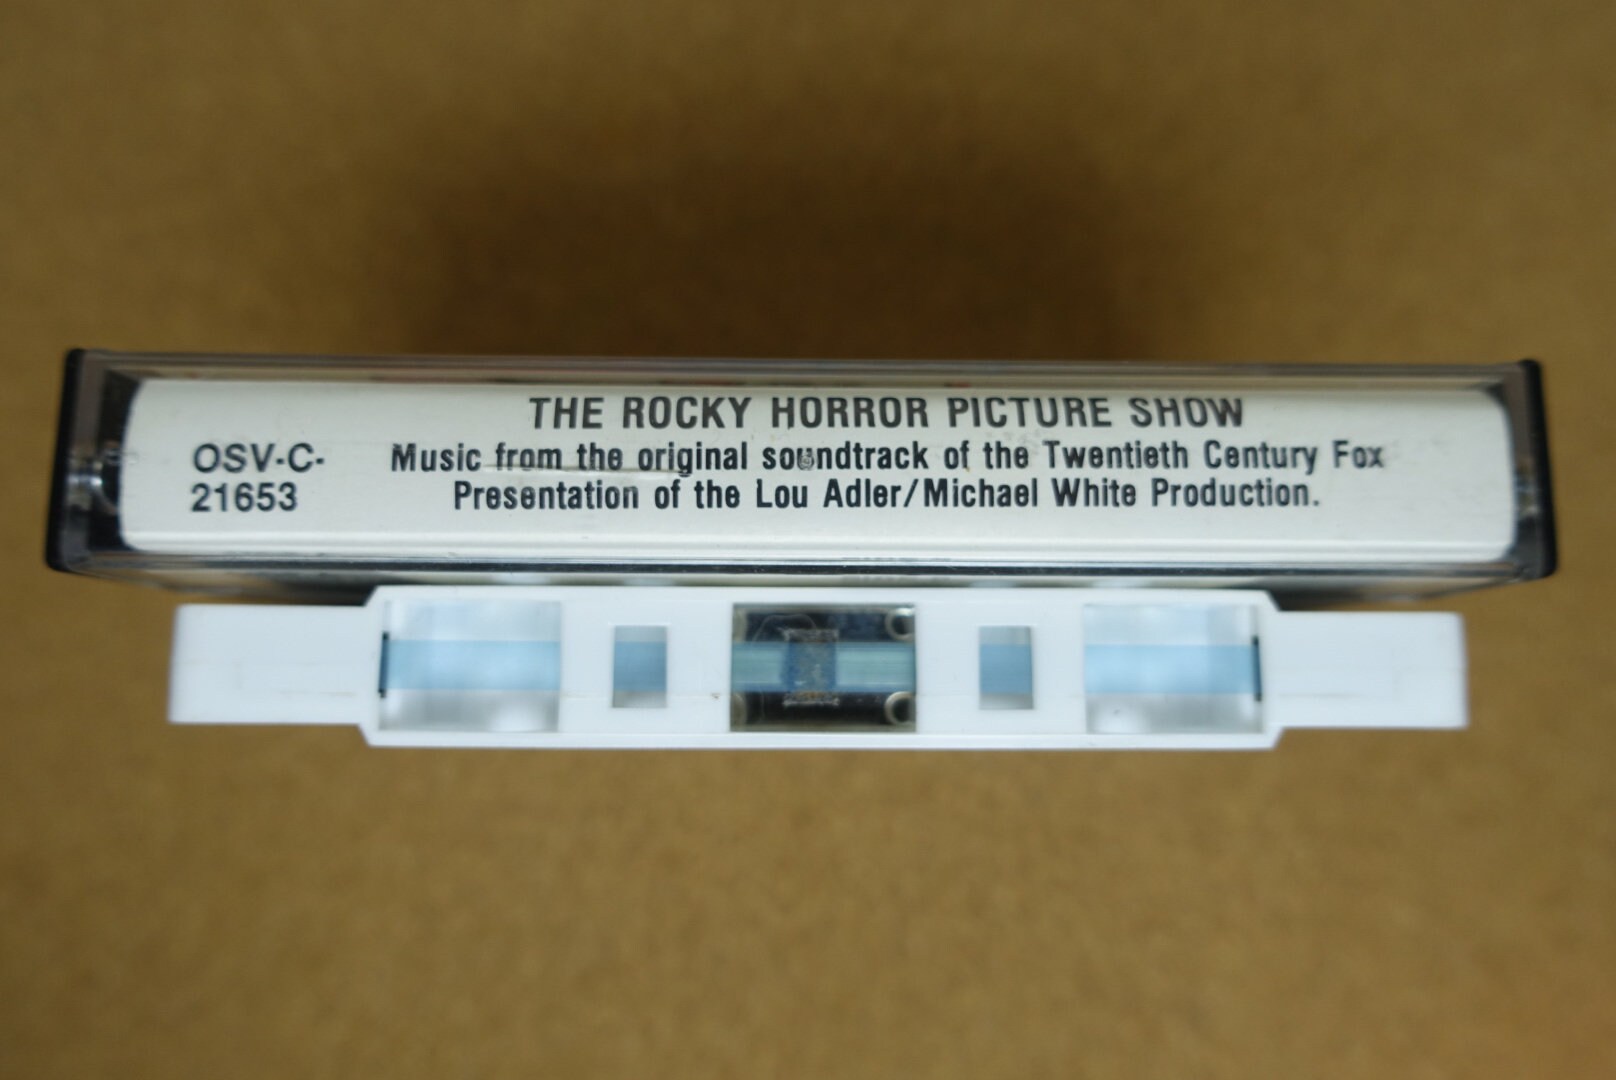 THE ROCKY HORROR PICTURE SHOW
OSV-C-
21653
Music from the original soundtrack of the Twentieth Century Fox
Presentation of the Lou Adler/Michael White Production.